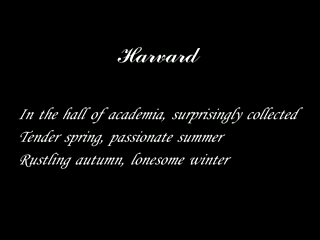 Harvard
In the hall of academia, surprisingly collected
Tender spring, passionate summer
Rustling autumn, lonesome winter